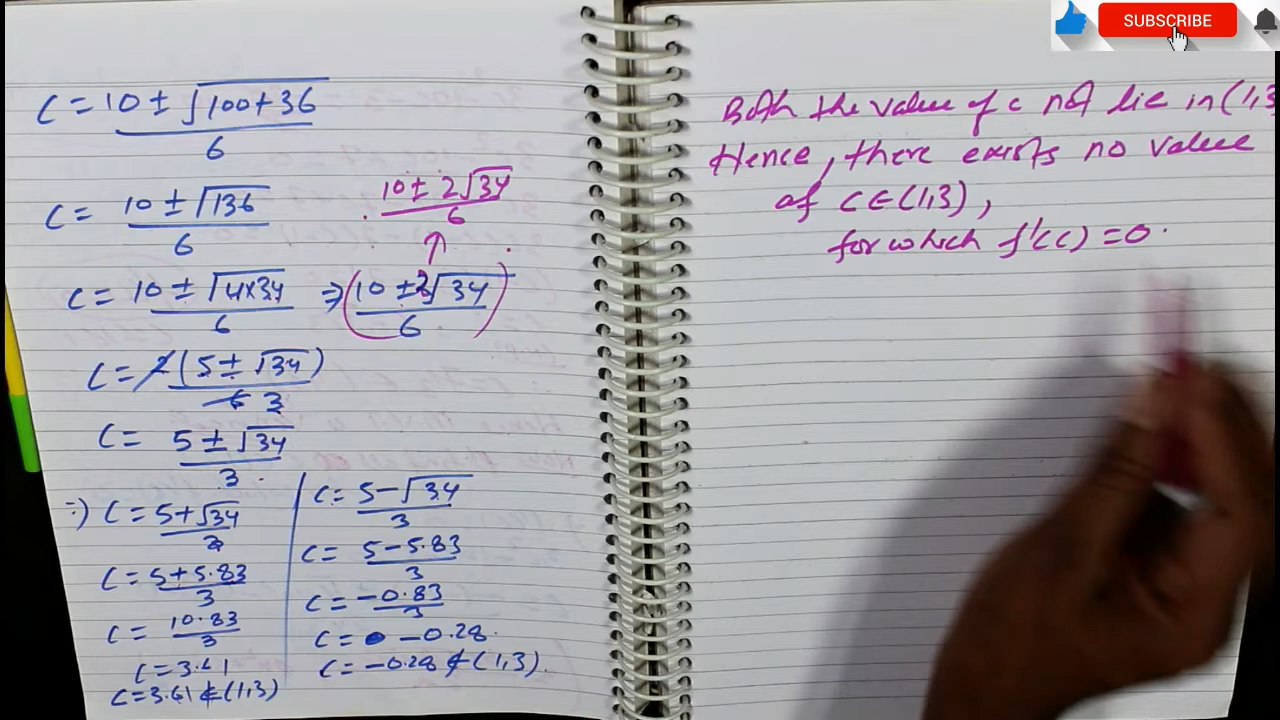 SUBSCRIBE
C = 10 ± √100+36 / 6
C = 10 ± √136 / 6
10 ± 2√34 / 6
C = 10 ± √4×34 / 6 ⇒ (10 ± 2√34 / 6)
C = 2(5 ± √34) / 6 3
C = 5 ± √34 / 3
⇒) C = 5+√34 / 3
C = 5+5.83 / 3
C = 10.83 / 3
C = 3.61
C = 3.61 ∉ (1,3)
C = 5-√34 / 3
C = 5-5.83 / 3
C = -0.83 / 3
C = -0.28.
C = -0.28 ∉ (1,3).
Both the value of c not lie in (1,3
Hence, there exists no value
of C ∈ (1,3),
for which f'(c) = 0.